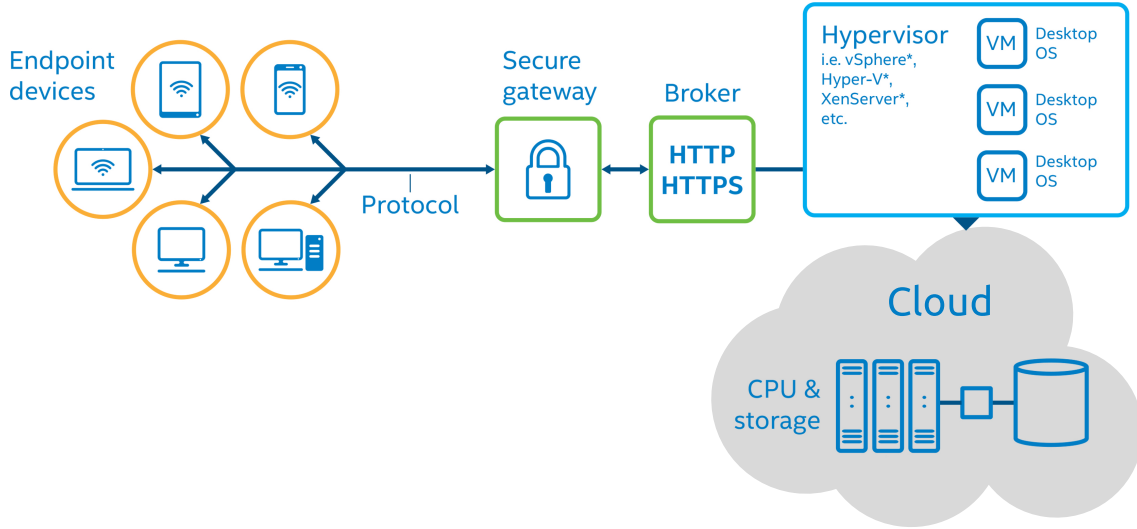 Endpoint
devices
Protocol
Secure
gateway
Broker
HTTP
HTTPS
Hypervisor
i.e. vSphere*,
Hyper-V*,
XenServer*,
etc.
VM
Desktop
OS
VM
Desktop
OS
VM
Desktop
OS
Cloud
CPU &
storage